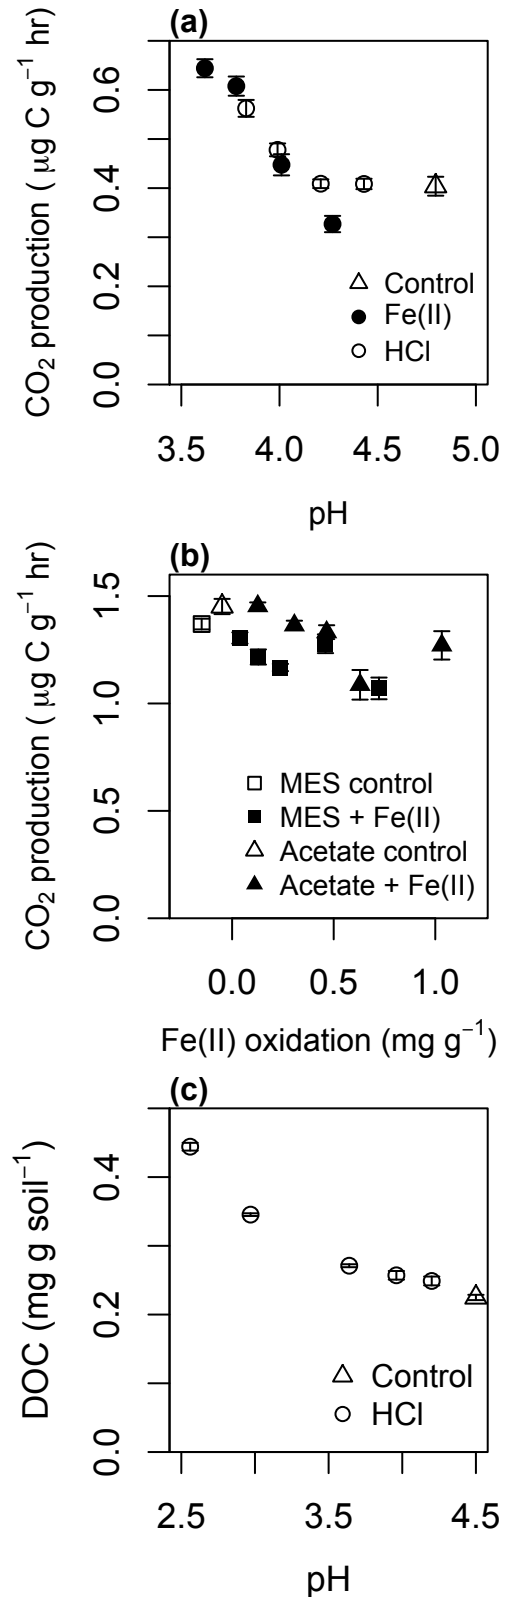 (a)
CO₂ production ( μg C g⁻¹ hr)
0.6
0.4
0.2
0.0
Control
Fe(II)
HCl
3.5 4.0 4.5 5.0
pH
(b)
CO₂ production ( μg C g⁻¹ hr)
1.5
1.0
0.5
0.0
MES control
MES + Fe(II)
Acetate control
Acetate + Fe(II)
0.0 0.5 1.0
Fe(II) oxidation (mg g⁻¹)
(c)
DOC (mg g soil⁻¹)
0.4
0.2
0.0
Control
HCl
2.5 3.5 4.5
pH